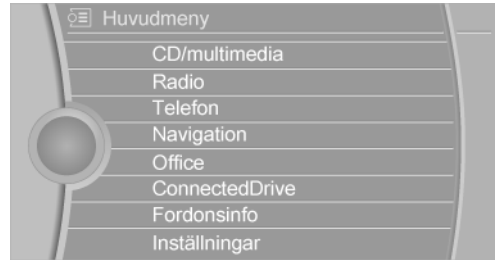 Huvudmeny
CD/multimedia
Radio
Telefon
Navigation
Office
ConnectedDrive
Fordonsinfo
Inställningar